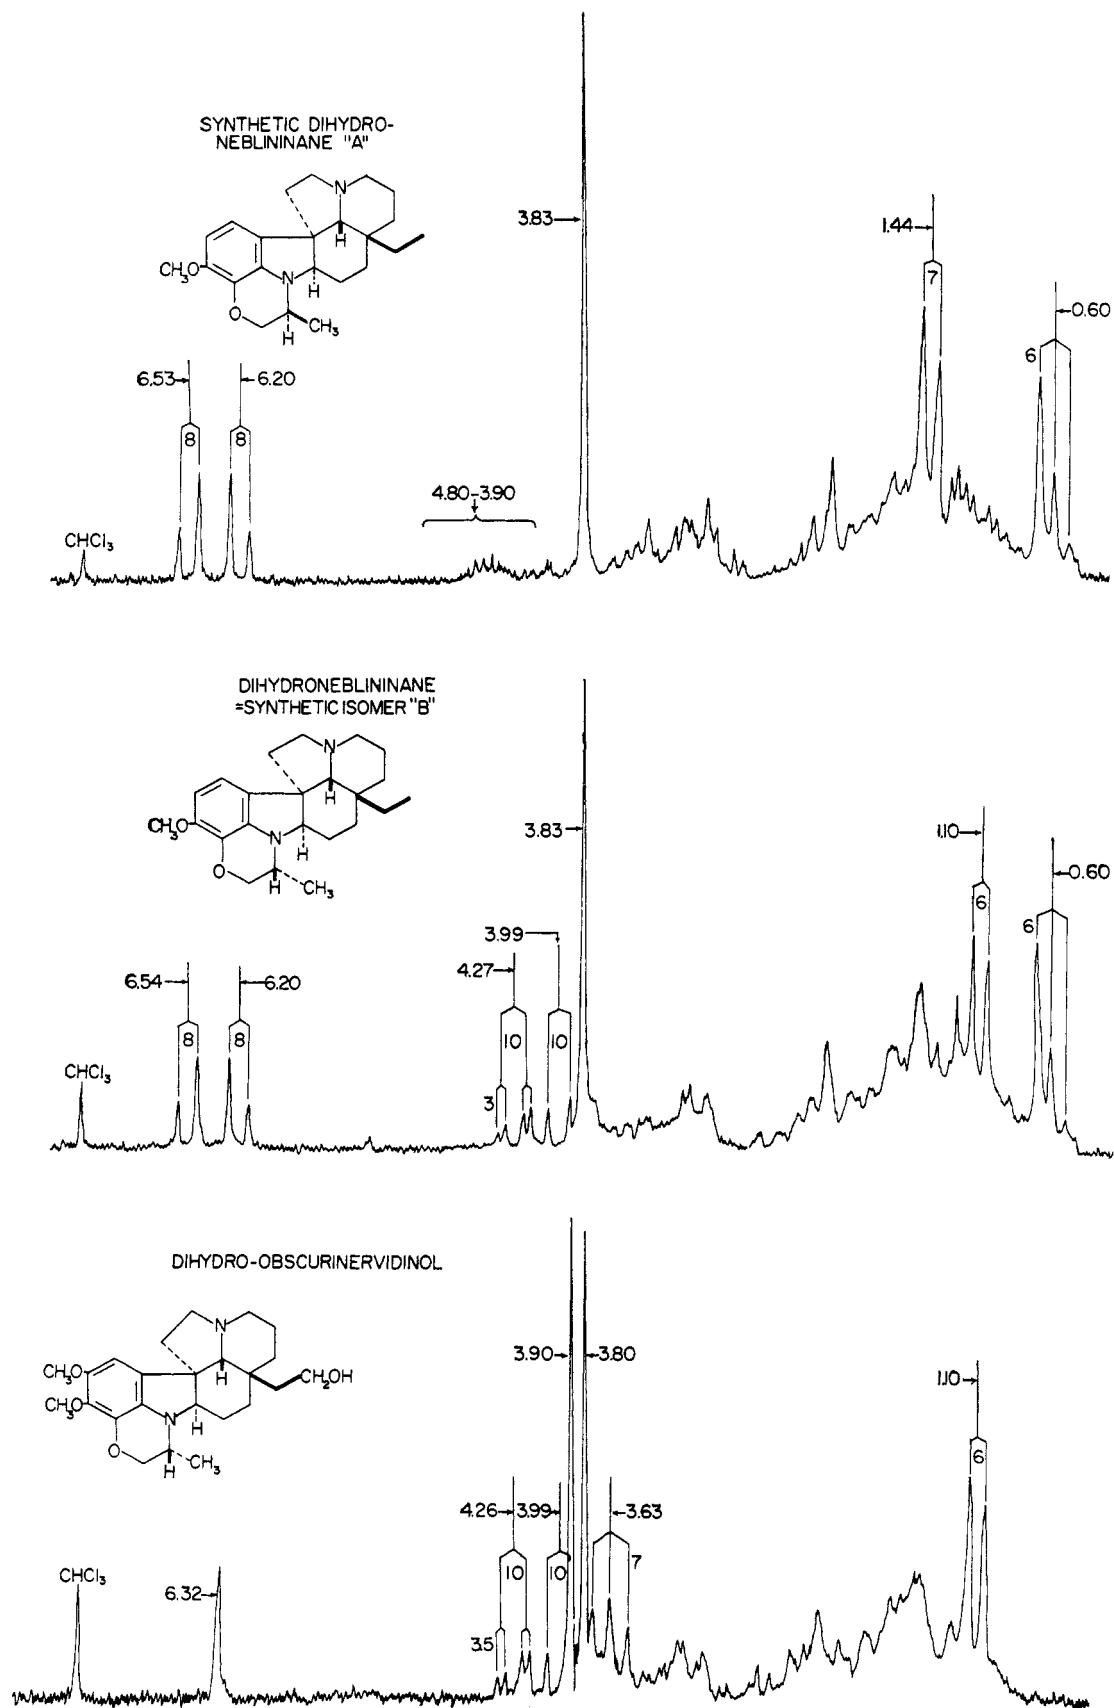 SYNTHETIC DIHYDRO-
NEBLININANE "A"
N
H
CH₃O
N
H
O
CH₃
H
3.83
1.44
7
0.60
6
6.53
6.20
8
8
4.80-3.90
CHCl₃
DIHYDRONEBLININANE
=SYNTHETIC ISOMER "B"
N
H
CH₃O
N
H
O
H
CH₃
3.83
1.10
6
0.60
6
3.99
4.27
6.54
6.20
8
8
10
10
3
CHCl₃
DIHYDRO-OBSCURINERVIDINOL
N
CH₃O
H
CH₂OH
CH₃O
N
H
O
H
CH₃
3.90
3.80
1.10
6
4.26
3.99
3.63
10
10
7
3.5
CHCl₃
6.32